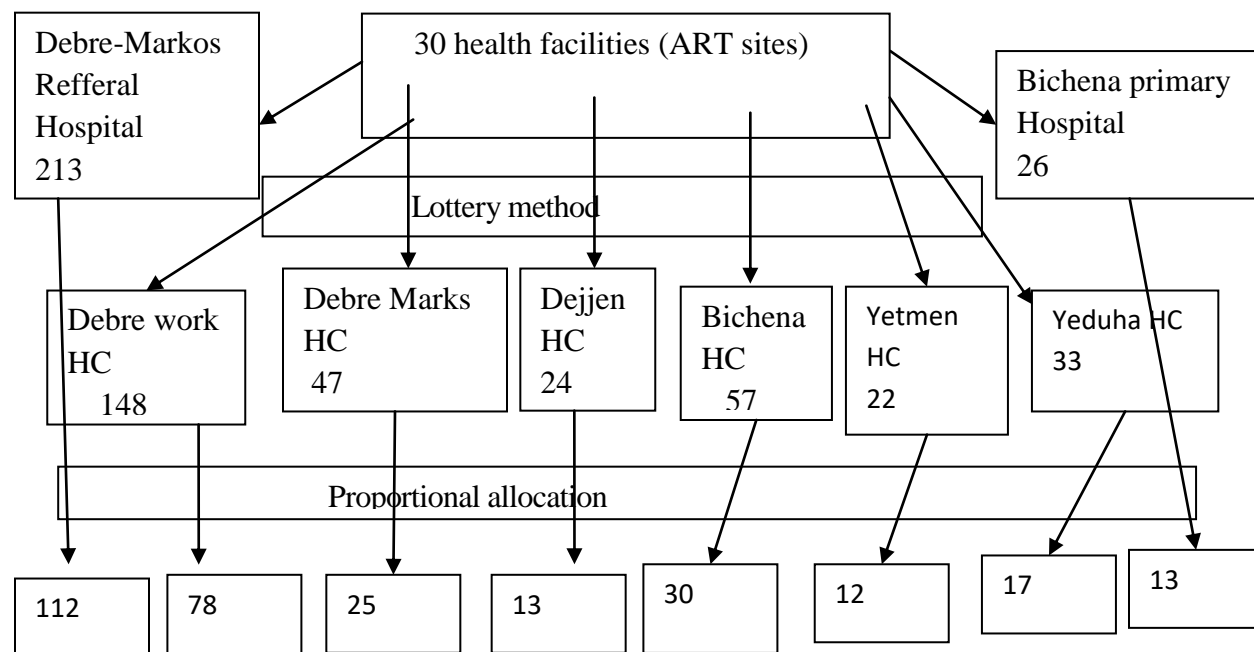 Debre-Markos
Refferal
Hospital
213
30 health facilities (ART sites)
Bichena primary
Hospital
26
Lottery method
Debre work
HC
148
Debre Marks
HC
47
Dejjen
HC
24
Bichena
HC
57
Yetmen
HC
22
Yeduha HC
33
Proportional allocation
112
78
25
13
30
12
17
13